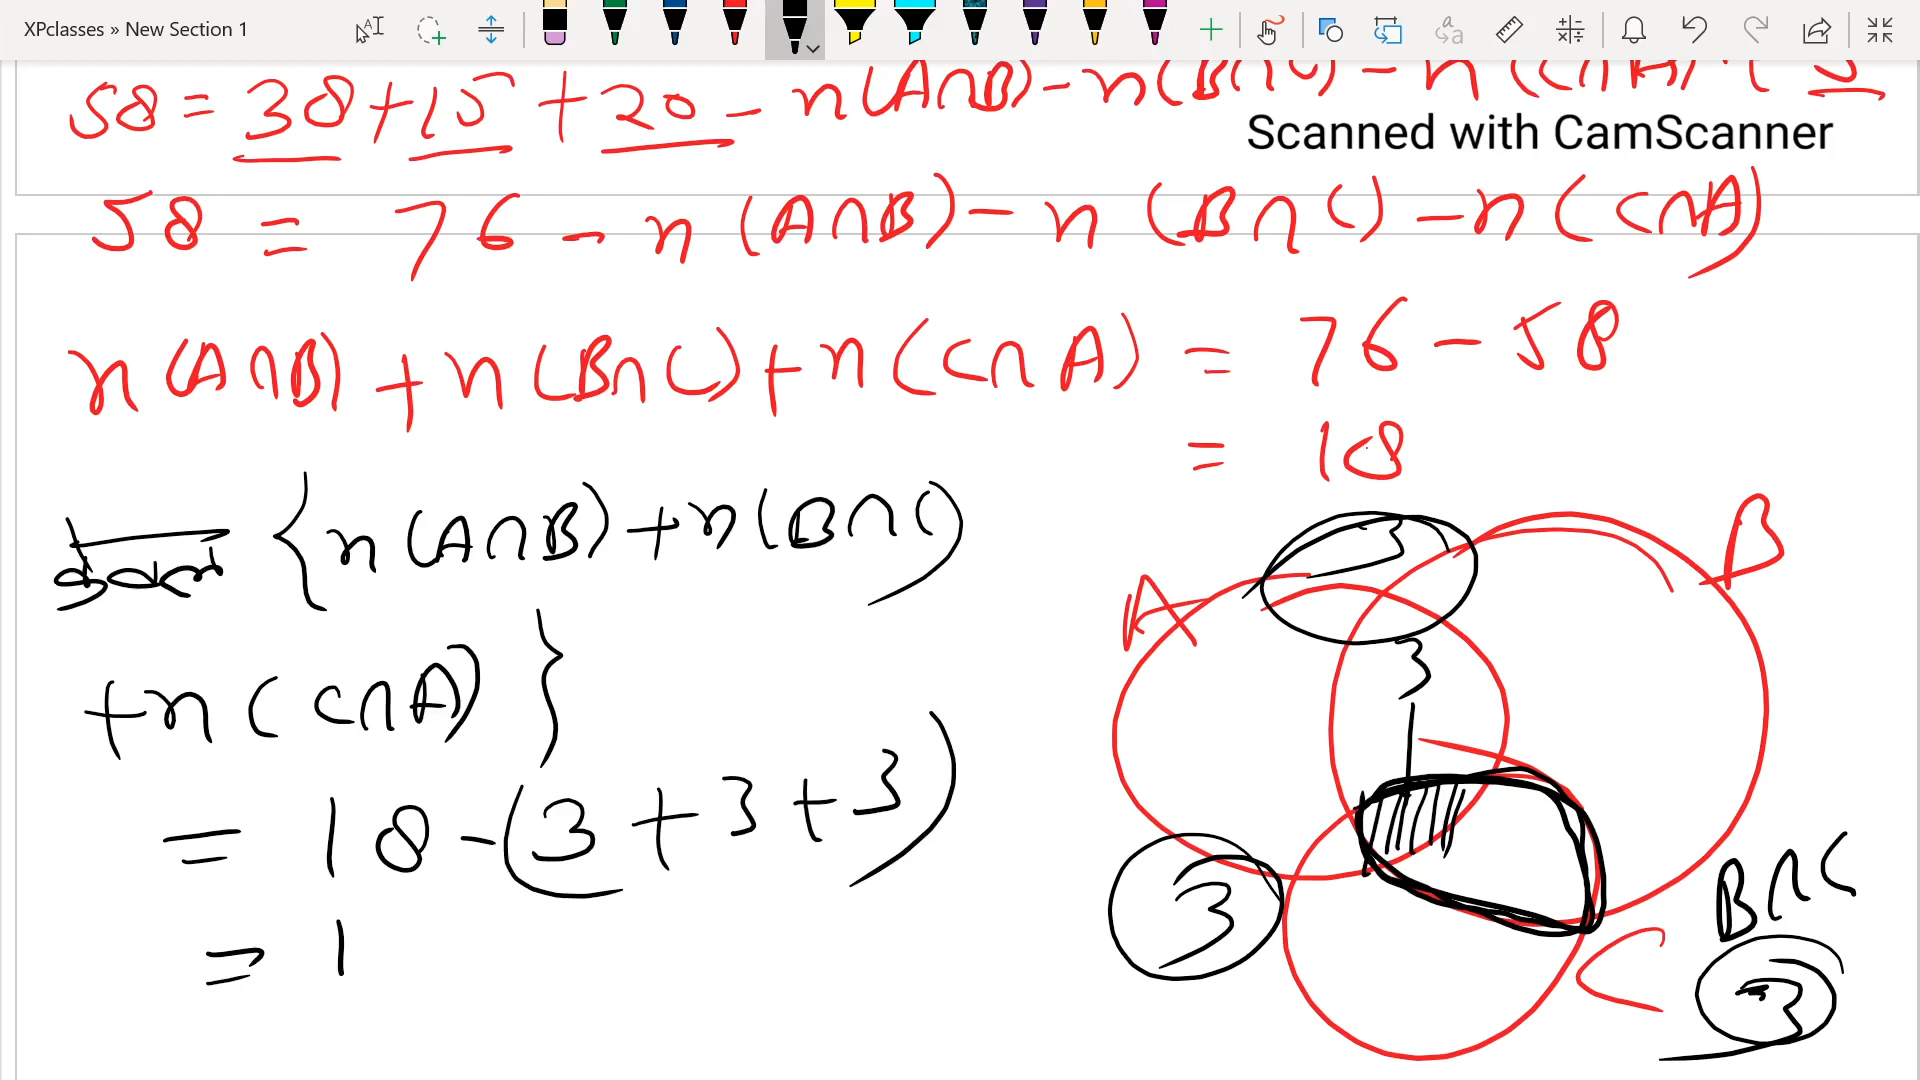 XPclasses » New Section 1
58 = 38 + 15 + 20 - n(A∩B) - n(B∩C) - n(C∩A) + 3
Scanned with CamScanner
58 = 76 - n(A∩B) - n(B∩C) - n(C∩A)
n(A∩B) + n(B∩C) + n(C∩A) = 76 - 58
= 18
{n(A∩B) + n(B∩C)
+n(C∩A)}
= 18 - (3 + 3 + 3)
= 1
A
B
3
3
3
C
B∩C
3